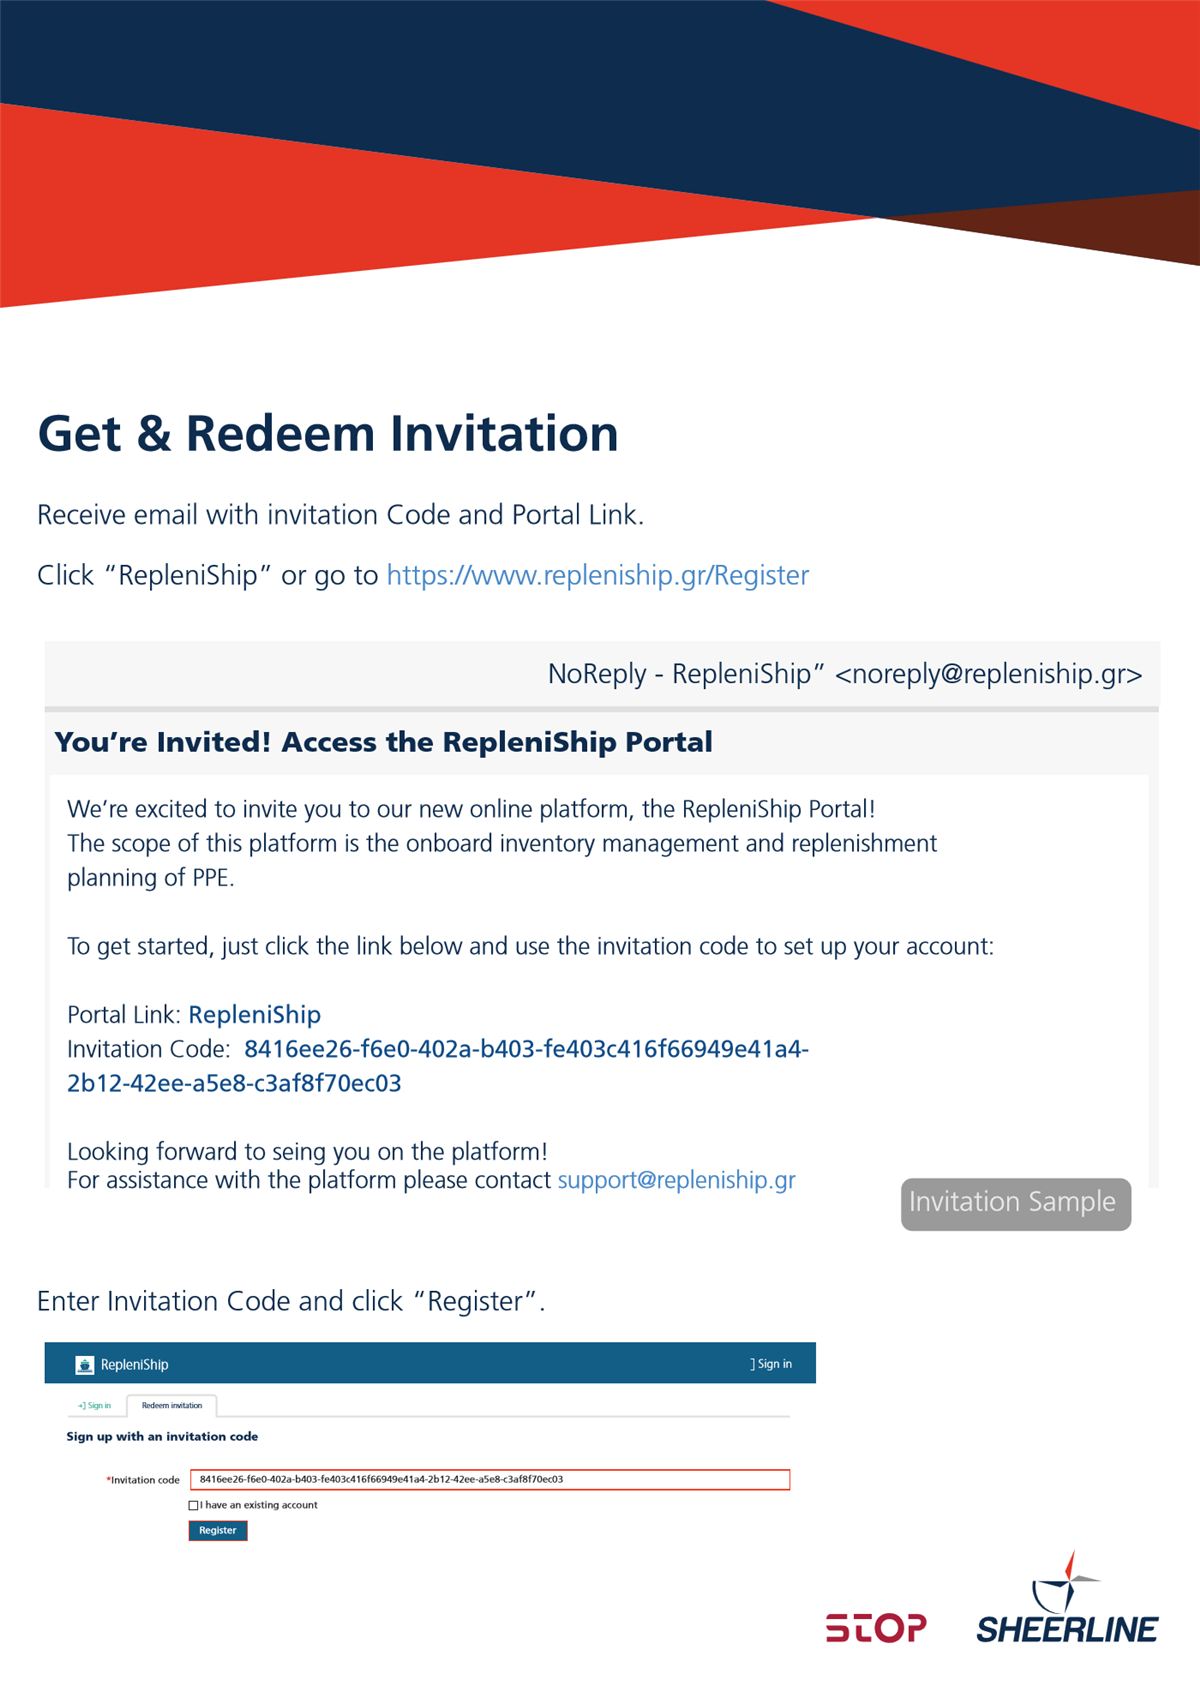 Get & Redeem Invitation
Receive email with invitation Code and Portal Link.
Click “RepleniShip” or go to https://www.repleniship.gr/Register
NoReply - RepleniShip” <noreply@repleniship.gr>
You’re Invited! Access the RepleniShip Portal
We’re excited to invite you to our new online platform, the RepleniShip Portal!
The scope of this platform is the onboard inventory management and replenishment
planning of PPE.
To get started, just click the link below and use the invitation code to set up your account:
Portal Link: RepleniShip
Invitation Code: 8416ee26-f6e0-402a-b403-fe403c416f66949e41a4-
2b12-42ee-a5e8-c3af8f70ec03
Looking forward to seing you on the platform!
For assistance with the platform please contact support@repleniship.gr
Invitation Sample
Enter Invitation Code and click “Register”.
RepleniShip ] Sign in
+] Sign in Redeem invitation
Sign up with an invitation code
*Invitation code 8416ee26-f6e0-402a-b403-fe403c416f66949e41a4-2b12-42ee-a5e8-c3af8f70ec03
I have an existing account
Register
STOP SHEERLINE